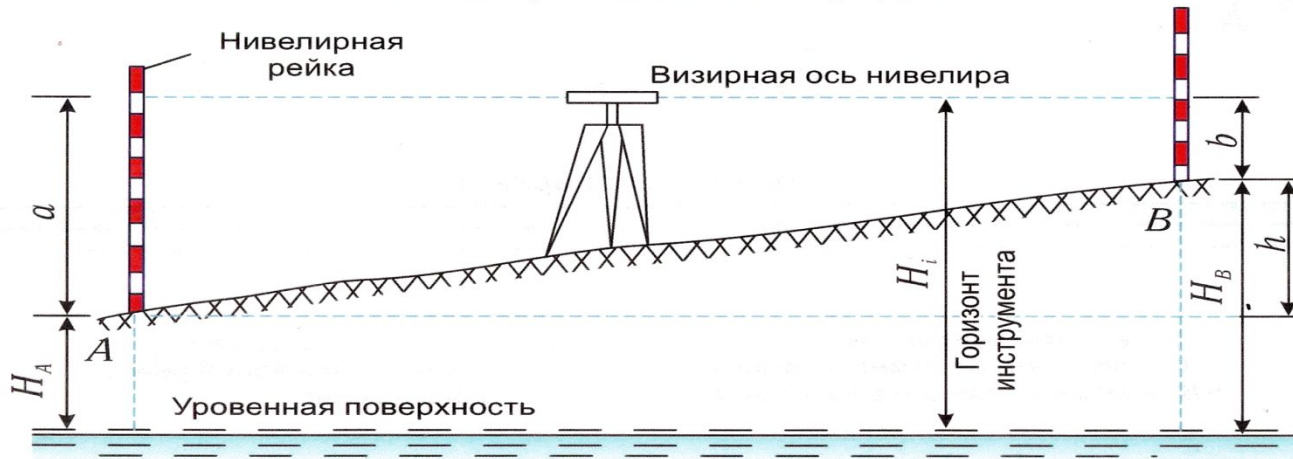 Нивелирная
рейка
Визирная ось нивелира
a
b
A
B
h
H_A
H_i
H_B
Горизонт
инструмента
Уровенная поверхность